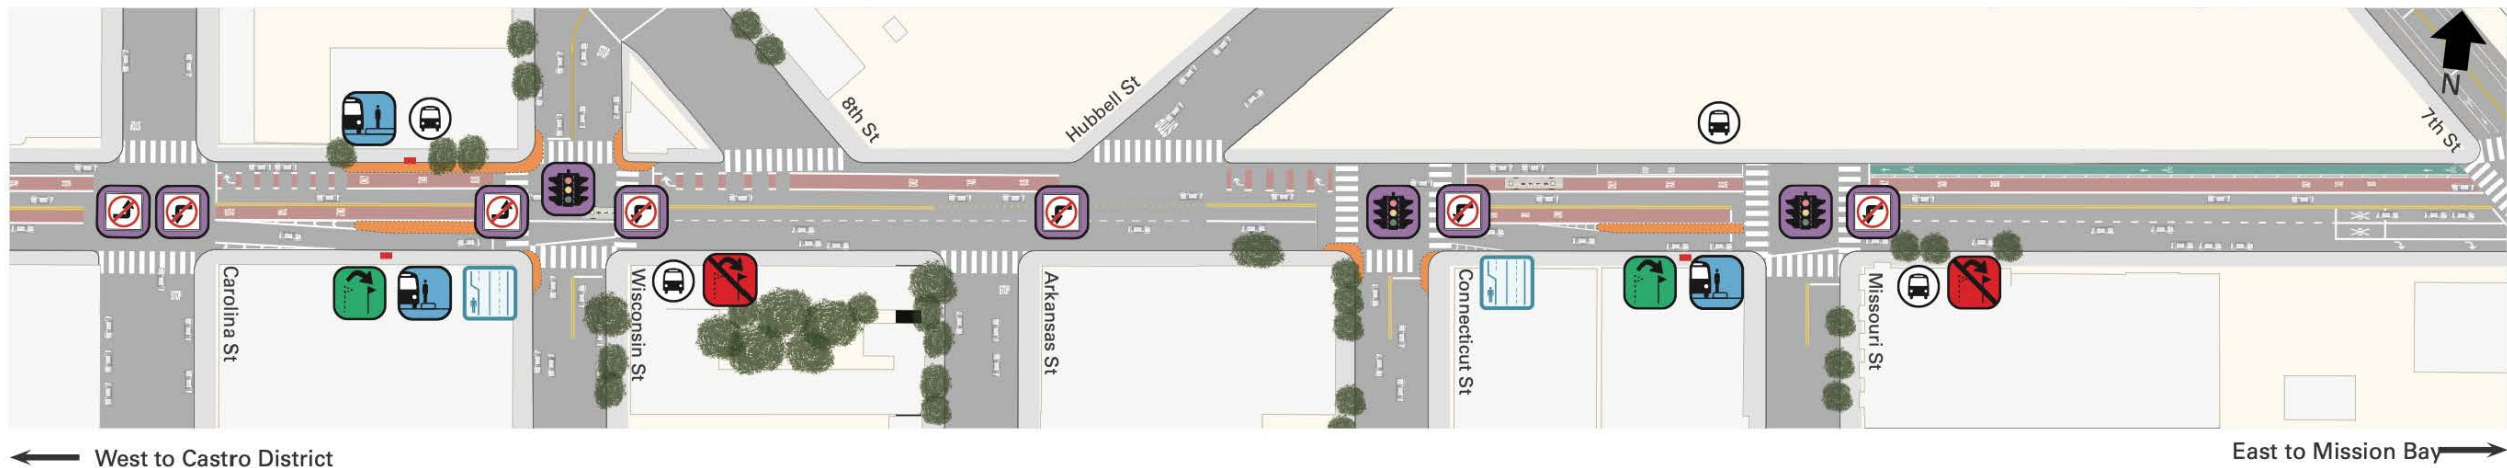 8th St
Hubbell St
7th St
N
Carolina St
Wisconsin St
Arkansas St
Connecticut St
Missouri St
West to Castro District
East to Mission Bay